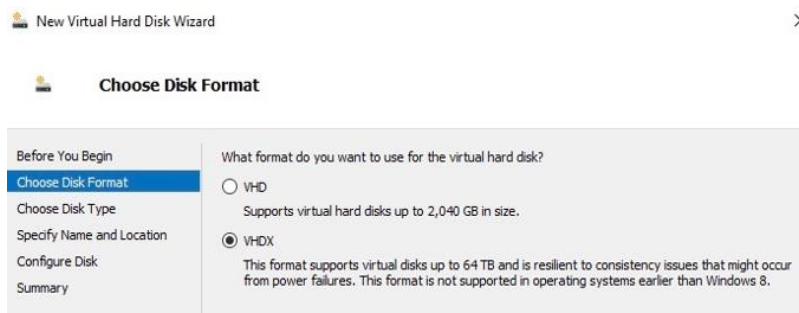 New Virtual Hard Disk Wizard
Choose Disk Format
Before You Begin
Choose Disk Format
Choose Disk Type
Specify Name and Location
Configure Disk
Summary
What format do you want to use for the virtual hard disk?
VHD
Supports virtual hard disks up to 2,040 GB in size.
VHDX
This format supports virtual disks up to 64 TB and is resilient to consistency issues that might occur
from power failures. This format is not supported in operating systems earlier than Windows 8.